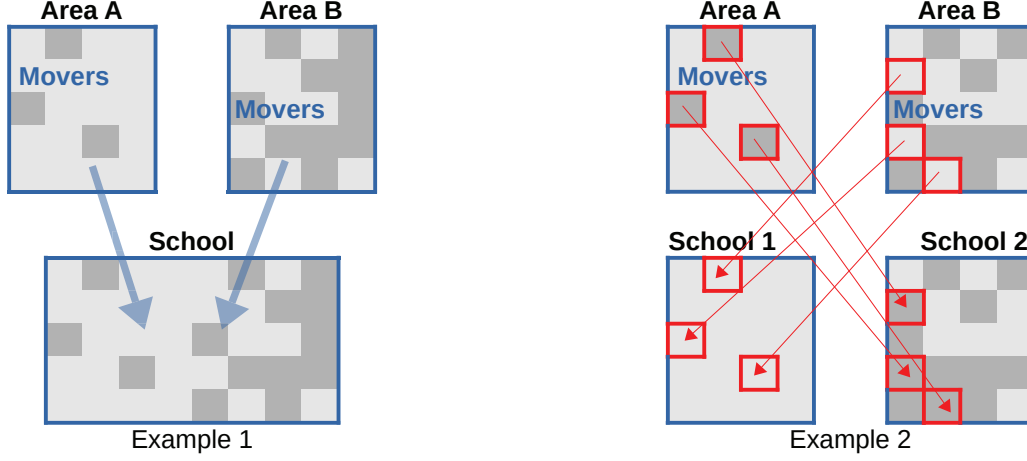 Area A
Area B
Movers
Movers
School
Example 1
Area A
Area B
Movers
Movers
School 1
School 2
Example 2